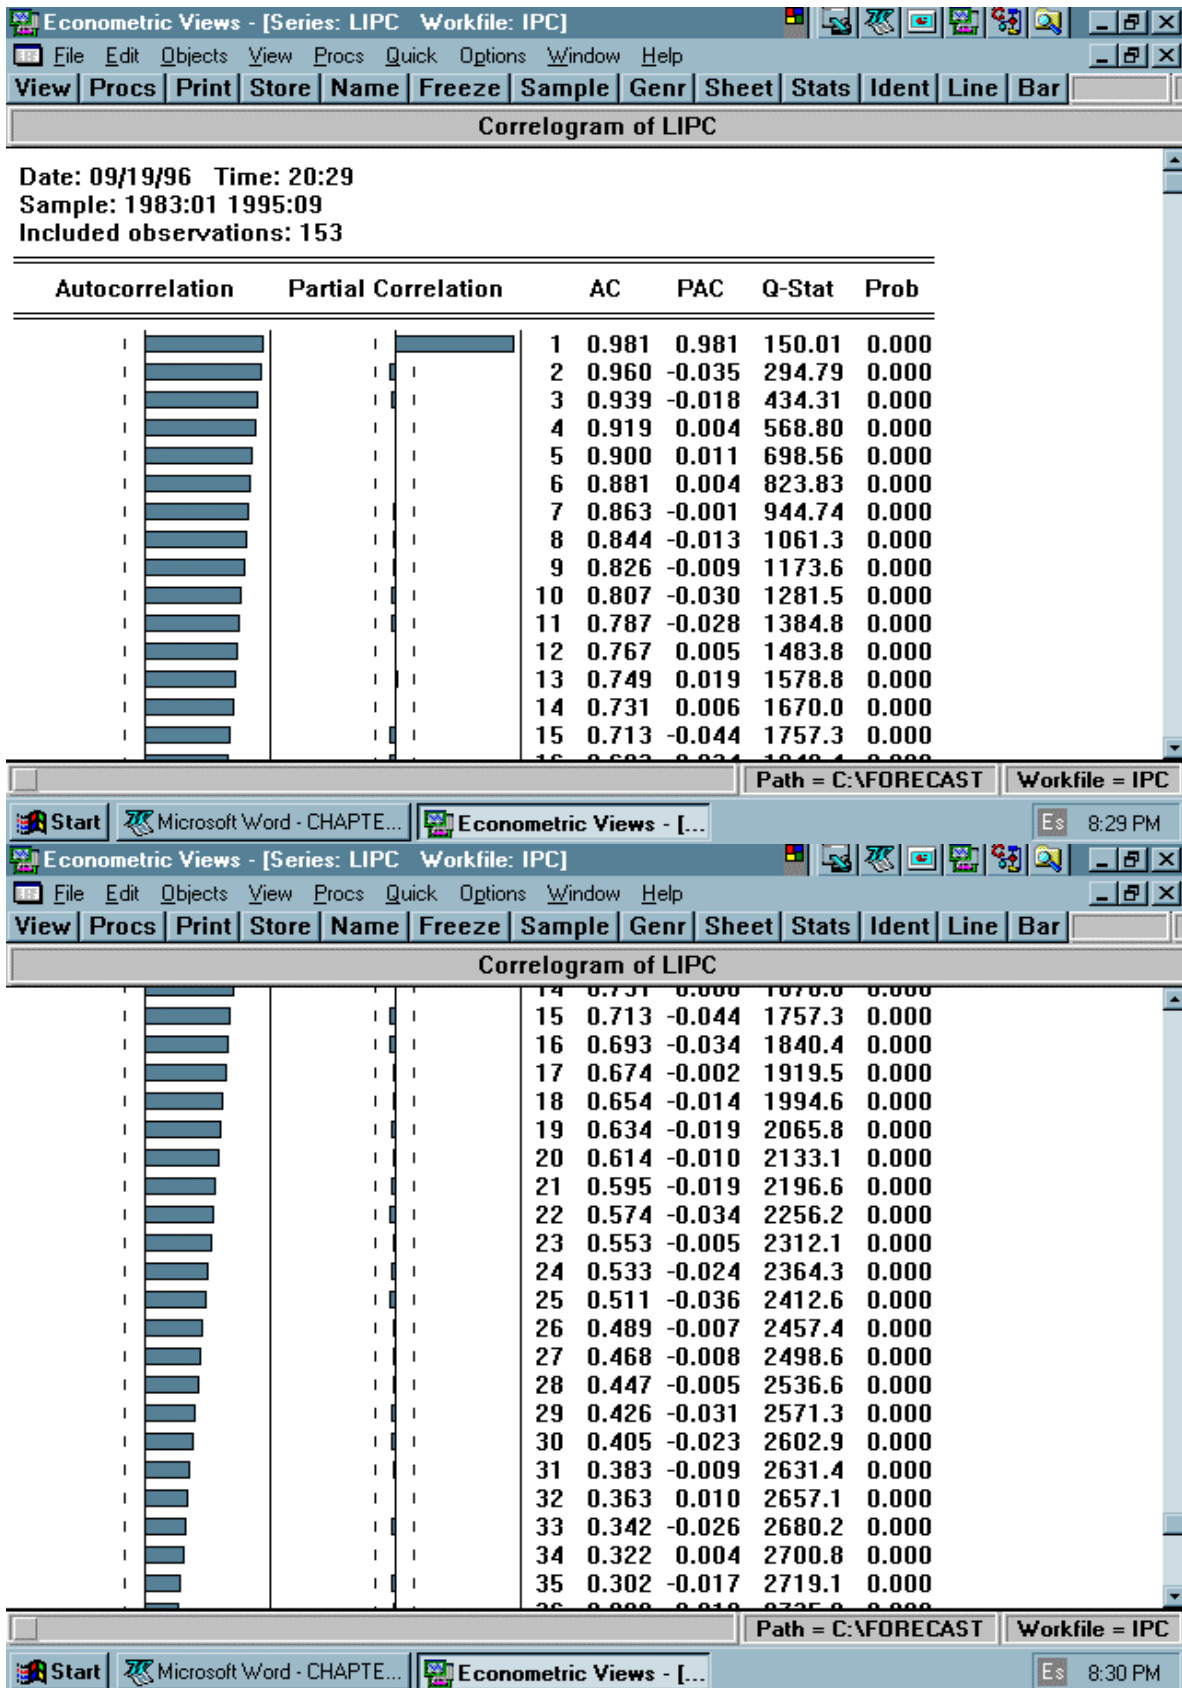 Econometric Views - [Series: LIPC Workfile: IPC]
File Edit Objects View Procs Quick Options Window Help
View Procs Print Store Name Freeze Sample Genr Sheet Stats Ident Line Bar
Correlogram of LIPC
Date: 09/19/96 Time: 20:29
Sample: 1983:01 1995:09
Included observations: 153
Autocorrelation Partial Correlation AC PAC Q-Stat Prob
1 0.981 0.981 150.01 0.000
2 0.960 -0.035 294.79 0.000
3 0.939 -0.018 434.31 0.000
4 0.919 0.004 568.80 0.000
5 0.900 0.011 698.56 0.000
6 0.881 0.004 823.83 0.000
7 0.863 -0.001 944.74 0.000
8 0.844 -0.013 1061.3 0.000
9 0.826 -0.009 1173.6 0.000
10 0.807 -0.030 1281.5 0.000
11 0.787 -0.028 1384.8 0.000
12 0.767 0.005 1483.8 0.000
13 0.749 0.019 1578.8 0.000
14 0.731 0.006 1670.0 0.000
15 0.713 -0.044 1757.3 0.000
Path = C:\FORECAST Workfile = IPC
Start Microsoft Word - CHAPTE... Econometric Views - [... Es 8:29 PM
Econometric Views - [Series: LIPC Workfile: IPC]
File Edit Objects View Procs Quick Options Window Help
View Procs Print Store Name Freeze Sample Genr Sheet Stats Ident Line Bar
Correlogram of LIPC
15 0.713 -0.044 1757.3 0.000
16 0.693 -0.034 1840.4 0.000
17 0.674 -0.002 1919.5 0.000
18 0.654 -0.014 1994.6 0.000
19 0.634 -0.019 2065.8 0.000
20 0.614 -0.010 2133.1 0.000
21 0.595 -0.019 2196.6 0.000
22 0.574 -0.034 2256.2 0.000
23 0.553 -0.005 2312.1 0.000
24 0.533 -0.024 2364.3 0.000
25 0.511 -0.036 2412.6 0.000
26 0.489 -0.007 2457.4 0.000
27 0.468 -0.008 2498.6 0.000
28 0.447 -0.005 2536.6 0.000
29 0.426 -0.031 2571.3 0.000
30 0.405 -0.023 2602.9 0.000
31 0.383 -0.009 2631.4 0.000
32 0.363 0.010 2657.1 0.000
33 0.342 -0.026 2680.2 0.000
34 0.322 0.004 2700.8 0.000
35 0.302 -0.017 2719.1 0.000
Path = C:\FORECAST Workfile = IPC
Start Microsoft Word - CHAPTE... Econometric Views - [... Es 8:30 PM